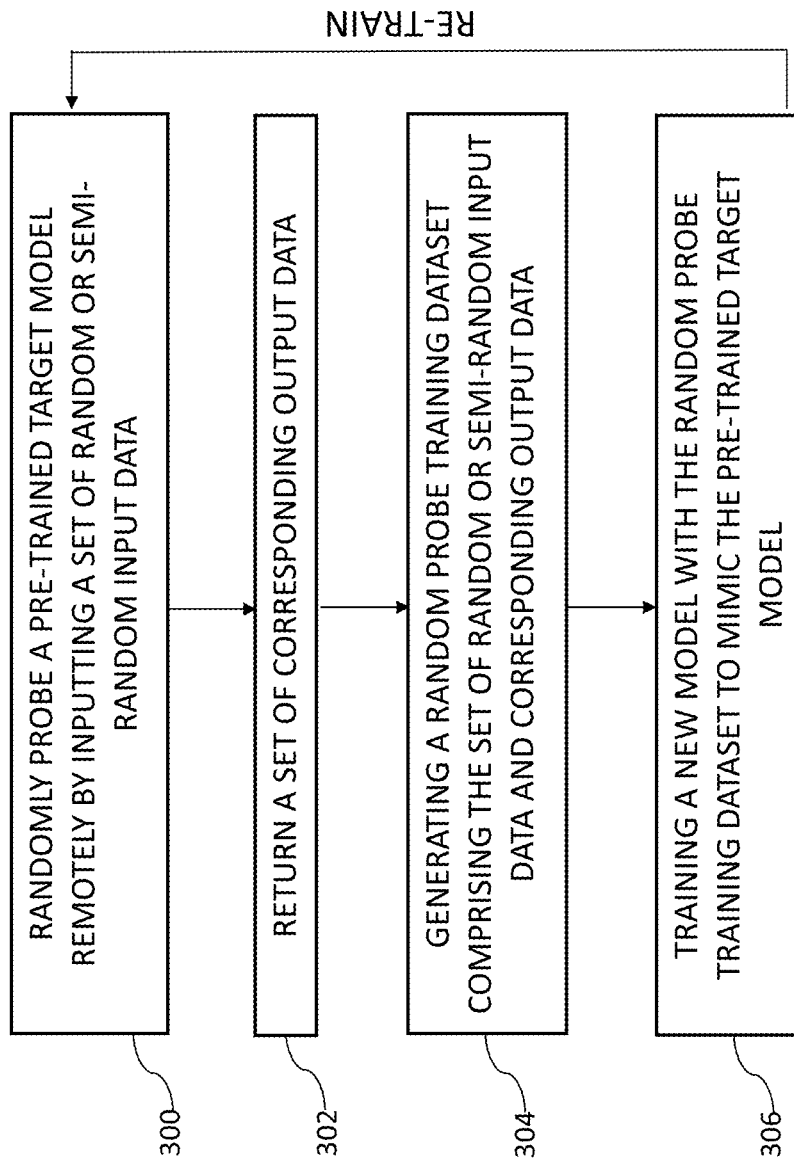 300
RANDOMLY PROBE A PRE-TRAINED TARGET MODEL
REMOTELY BY INPUTTING A SET OF RANDOM OR SEMI-
RANDOM INPUT DATA
302
RETURN A SET OF CORRESPONDING OUTPUT DATA
304
GENERATING A RANDOM PROBE TRAINING DATASET
COMPRISING THE SET OF RANDOM OR SEMI-RANDOM INPUT
DATA AND CORRESPONDING OUTPUT DATA
306
TRAINING A NEW MODEL WITH THE RANDOM PROBE
TRAINING DATASET TO MIMIC THE PRE-TRAINED TARGET
MODEL
RE-TRAIN